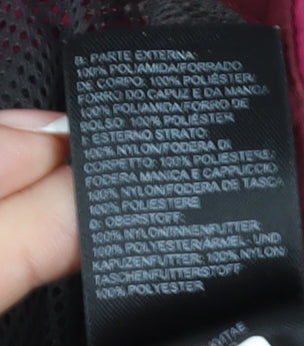 B: PARTE EXTERNA:
100% POLIAMIDA/FORRADO
DE CORPO: 100% POLIÉSTER/
FORRO DO CAPUZ E DA MANGA
100% POLIAMIDA/FORRO DE
BOLSO: 100% POLIÉSTER
I: ESTERNO STRATO:
100% NYLON/FODERA DI
CORPETTO: 100% POLIESTERE/
FODERA MANICA E CAPPUCCIO
100% NYLON/FODERA DE TASCA
100% POLIESTERE
D: OBERSTOFF:
100% NYLON/INNENFUTTER
100% POLYESTER/ÄRMEL- UND
KAPUZENFUTTER: 100% NYLON/
TASCHENFUTTERSTOFF
100% POLYESTER